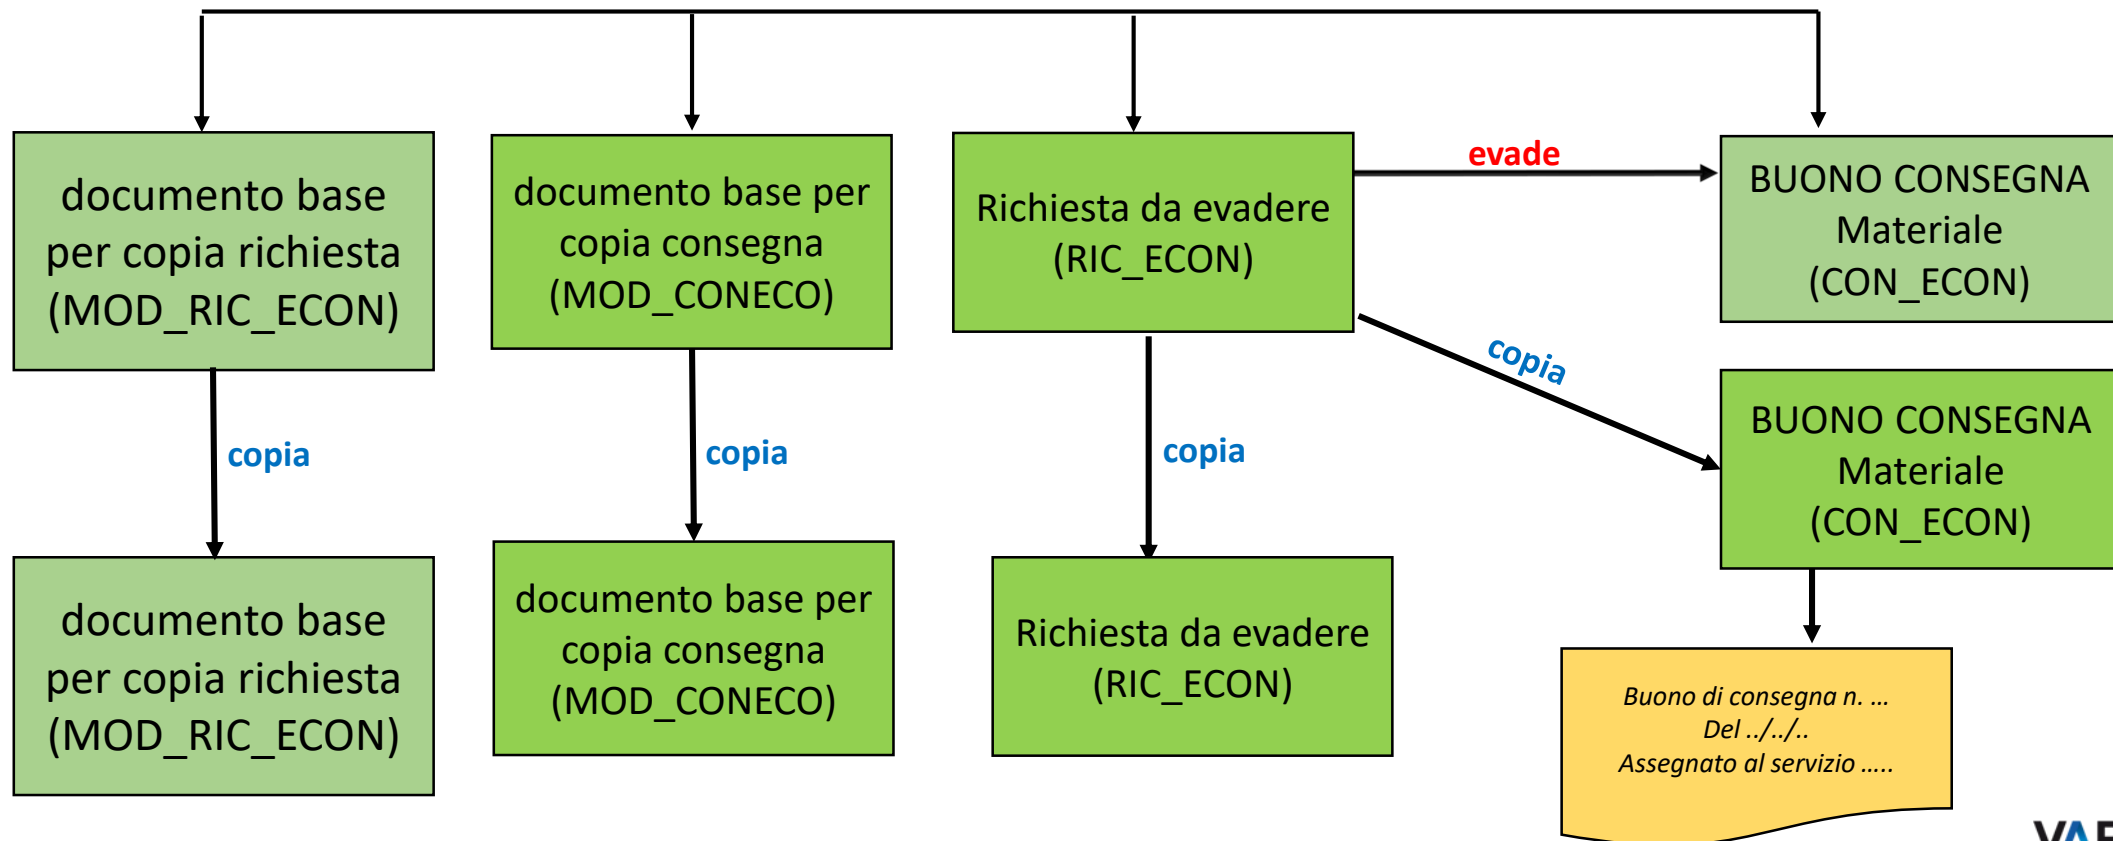 documento base
per copia richiesta
(MOD_RIC_ECON)
documento base per
copia consegna
(MOD_CONECO)
Richiesta da evadere
(RIC_ECON)
evade
BUONO CONSEGNA
Materiale
(CON_ECON)
copia
BUONO CONSEGNA
Materiale
(CON_ECON)
copia
copia
copia
documento base
per copia richiesta
(MOD_RIC_ECON)
documento base per
copia consegna
(MOD_CONECO)
Richiesta da evadere
(RIC_ECON)
Buono di consegna n. …
Del ../../..
Assegnato al servizio …..